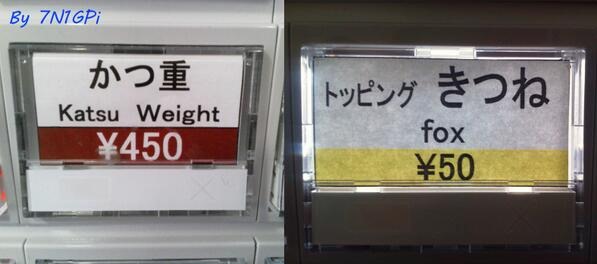 By 7N1GPi
かつ重
Katsu Weight
¥450
トッピング きつね
fox
¥50